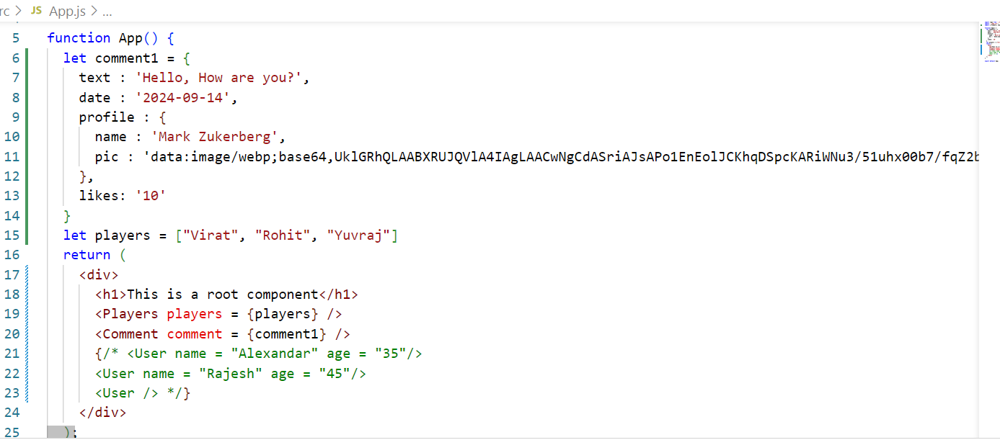 rc > JS App.js > ...
5 function App() {
6 let comment1 = {
7 text : 'Hello, How are you?',
8 date : '2024-09-14',
9 profile : {
10 name : 'Mark Zukerberg',
11 pic : 'data:image/webp;base64,UklGRhQLAABXRUJQVlA4IAgLAACwNgCdASriAJsAPo1EnEolJCKhqDSpcKARiWNu3/51uhx00b7/fqZ2b
12 },
13 likes: '10'
14 }
15 let players = ["Virat", "Rohit", "Yuvraj"]
16 return (
17 <div>
18 <h1>This is a root component</h1>
19 <Players players = {players} />
20 <Comment comment = {comment1} />
21 {/* <User name = "Alexandar" age = "35"/>
22 <User name = "Rajesh" age = "45"/>
23 <User /> */}
24 </div>
25 );